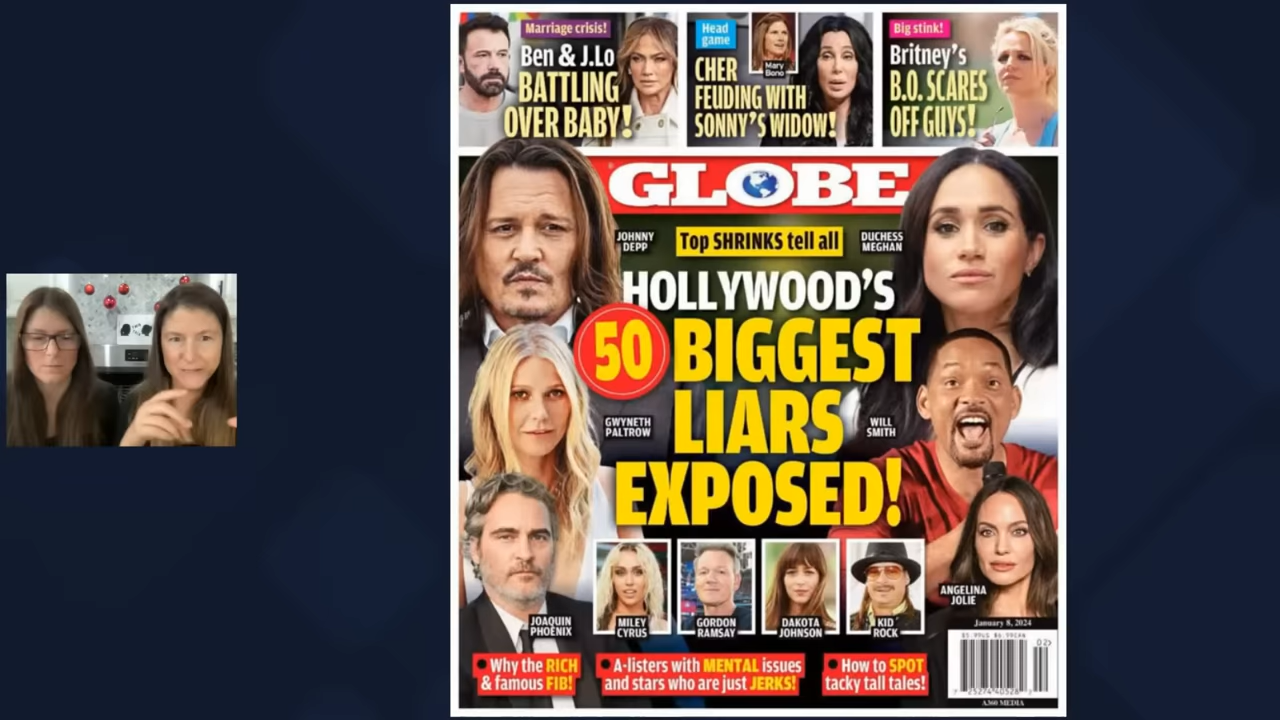 Marriage crisis!
Ben & J.Lo
BATTLING
OVER BABY!
Head
game
Mary
Bono
CHER
FEUDING WITH
SONNY'S WIDOW!
Big stink!
Britney's
B.O. SCARES
OFF GUYS!
GLOBE
JOHNNY
DEPP
Top SHRINKS tell all
DUCHESS
MEGHAN
HOLLYWOOD'S
50 BIGGEST
LIARS
EXPOSED!
GWYNETH
PALTROW
WILL
SMITH
JOAQUIN
PHOENIX
MILEY
CYRUS
GORDON
RAMSAY
DAKOTA
JOHNSON
KID
ROCK
ANGELINA
JOLIE
Why the RICH
& famous FIB!
A-listers with MENTAL issues
and stars who are just JERKS!
How to SPOT
tacky tall tales!
January 8, 2024
02>
A360 MEDIA